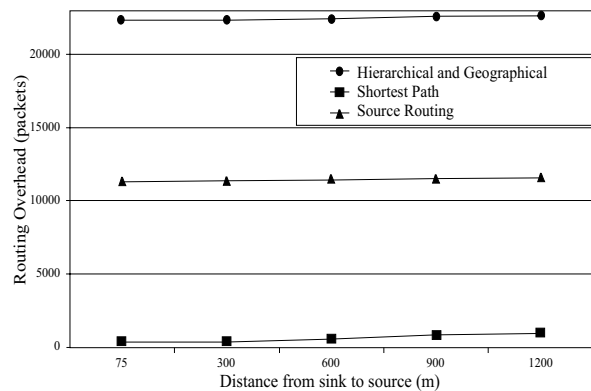 Routing Overhead (packets)
20000
15000
10000
5000
0
Hierarchical and Geographical
Shortest Path
Source Routing
75 300 600 900 1200
Distance from sink to source (m)